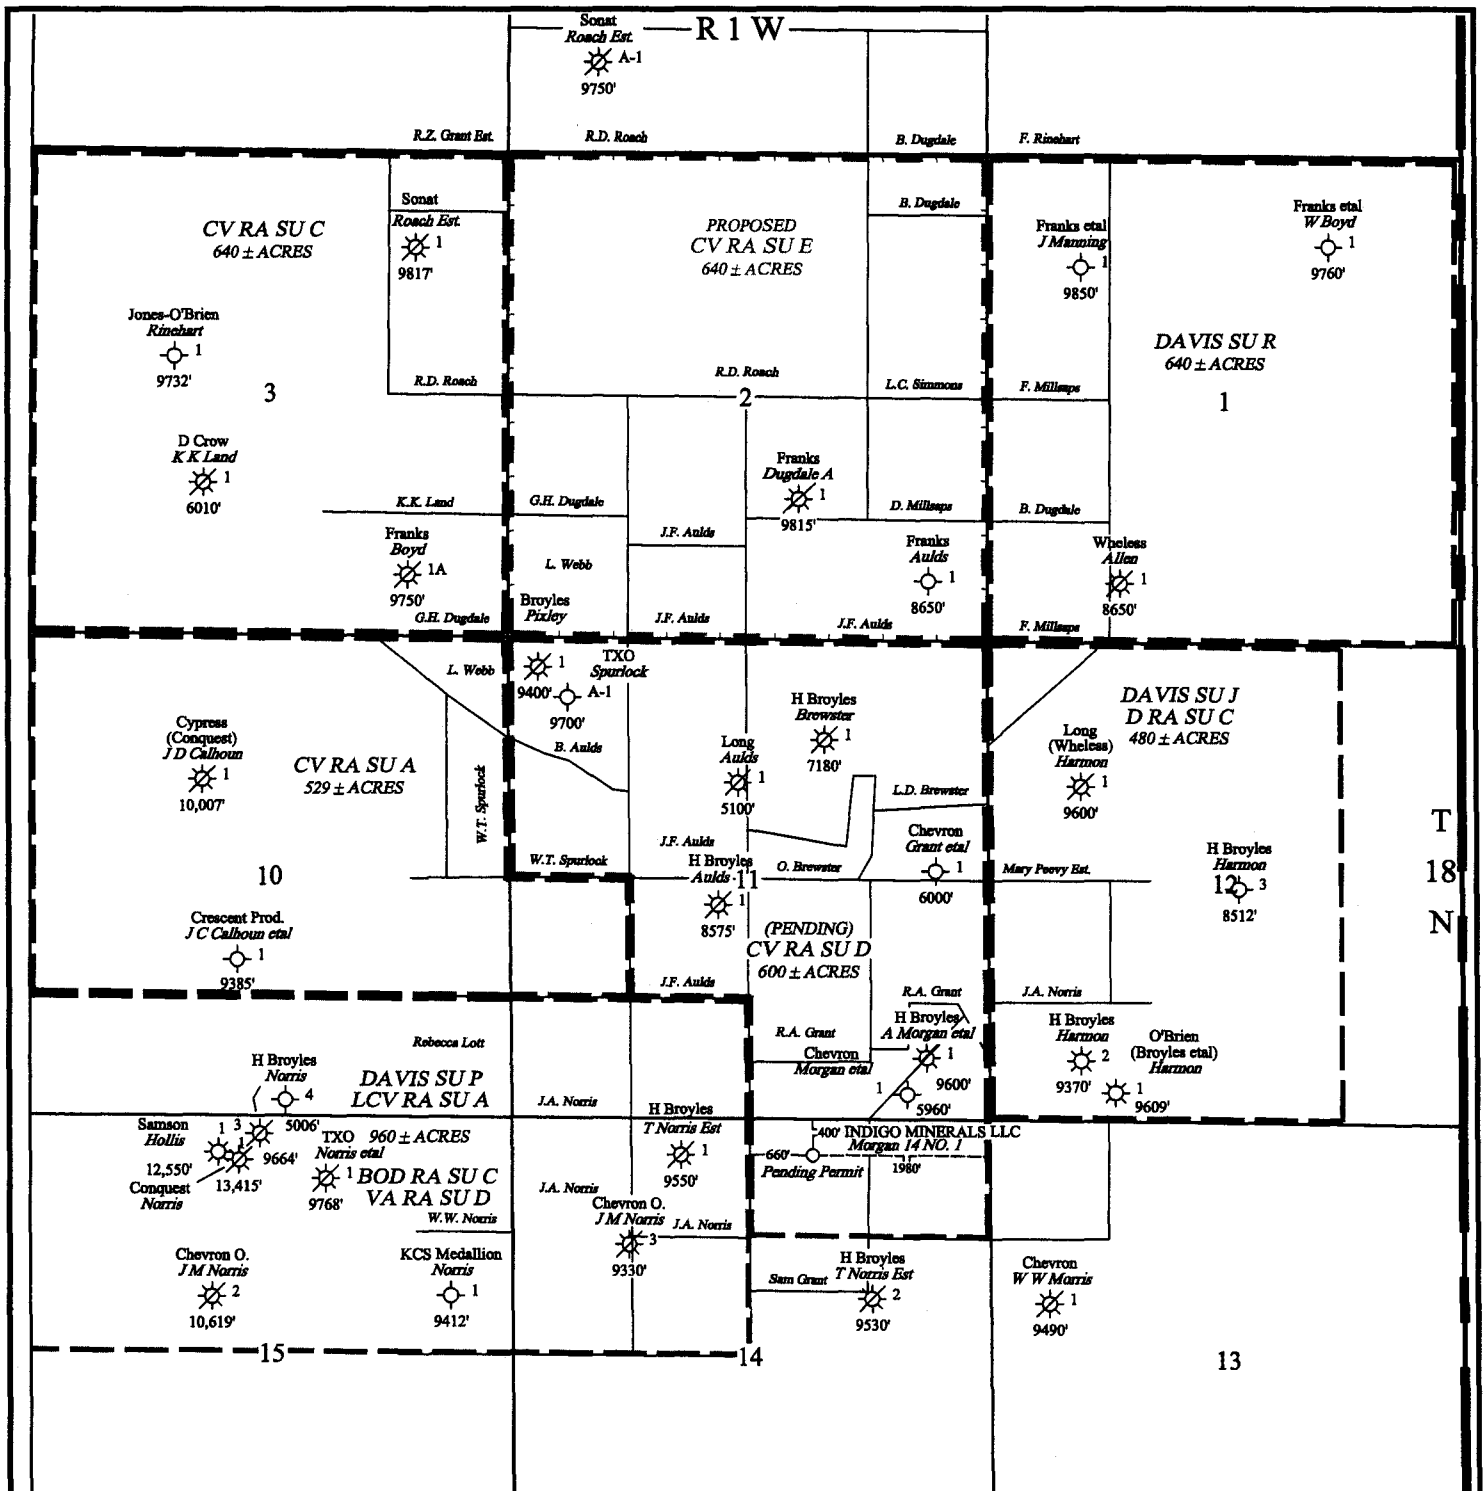 R 1 W
Sonat
Roach Est.
A-1
9750'
R.Z. Grant Est.
R.D. Roach
B. Dugdale
F. Rinehart
CV RA SU C
640 ± ACRES
Sonat
Roach Est.
1
9817'
Jones-O'Brien
Rinehart
1
9732'
3
R.D. Roach
D Crow
K K Land
1
6010'
K.K. Land
Franks
Boyd
1A
9750'
G.H. Dugdale
PROPOSED
CV RA SU E
640 ± ACRES
B. Dugdale
R.D. Roach
2
L.C. Simmons
Franks
Dugdale A
1
9815'
G.H. Dugdale
D. Millsaps
J.F. Aulds
L. Webb
Franks
Aulds
1
8650'
Broyles
Pixley
J.F. Aulds
J.F. Aulds
Franks etal
J Manning
1
9850'
Franks etal
W Boyd
1
9760'
DAVIS SU R
640 ± ACRES
F. Millsaps
1
B. Dugdale
Wheless
Allen
1
8650'
F. Millsaps
L. Webb
Cypress
(Conquest)
J D Calhoun
1
10,007'
CV RA SU A
529 ± ACRES
W.T. Spurlock
10
Crescent Prod.
J C Calhoun etal
1
9385'
1
9400'
TXO
Spurlock
A-1
9700'
B. Aulds
H Broyles
Brewster
1
7180'
Long
Aulds
1
5100'
L.D. Brewster
J.F. Aulds
W.T. Spurlock
H Broyles
Aulds
1
8575'
11
O. Brewster
Chevron
Grant etal
1
6000'
(PENDING)
CV RA SU D
600 ± ACRES
J.F. Aulds
R.A. Grant
H Broyles
A Morgan etal
1
9600'
R.A. Grant
Chevron
Morgan etal
1
5960'
DAVIS SU J
D RA SU C
480 ± ACRES
Long
(Wheless)
Harmon
1
9600'
Mary Peevy Est.
H Broyles
Harmon
12
3
8512'
J.A. Norris
H Broyles
Harmon
2
9370'
O'Brien
(Broyles etal)
Harmon
1
9609'
T
18
N
Rebecca Lott
H Broyles
Norris
4
5006'
DAVIS SU P
LCV RA SU A
960 ± ACRES
BOD RA SU C
VA RA SU D
Samson
Hollis
1
12,550'
3
9664'
1
13,415'
Conquest
Norris
TXO
Norris etal
1
9768'
W.W. Norris
Chevron O.
J M Norris
2
10,619'
KCS Medallion
Norris
1
9412'
15
J.A. Norris
H Broyles
T Norris Est
1
9550'
J.A. Norris
Chevron O.
J M Norris
3
9330'
J.A. Norris
400' INDIGO MINERALS LLC
Morgan 14 NO. 1
660'
1980'
Pending Permit
H Broyles
T Norris Est
2
9530'
Sam Grant
14
Chevron
W W Morris
1
9490'
13